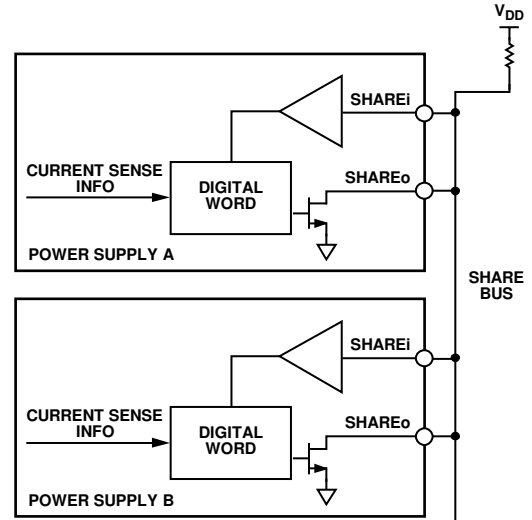 VDD
SHAREi
CURRENT SENSE
INFO
DIGITAL
WORD
SHAREo
POWER SUPPLY A
SHARE
BUS
SHAREi
CURRENT SENSE
INFO
DIGITAL
WORD
SHAREo
POWER SUPPLY B